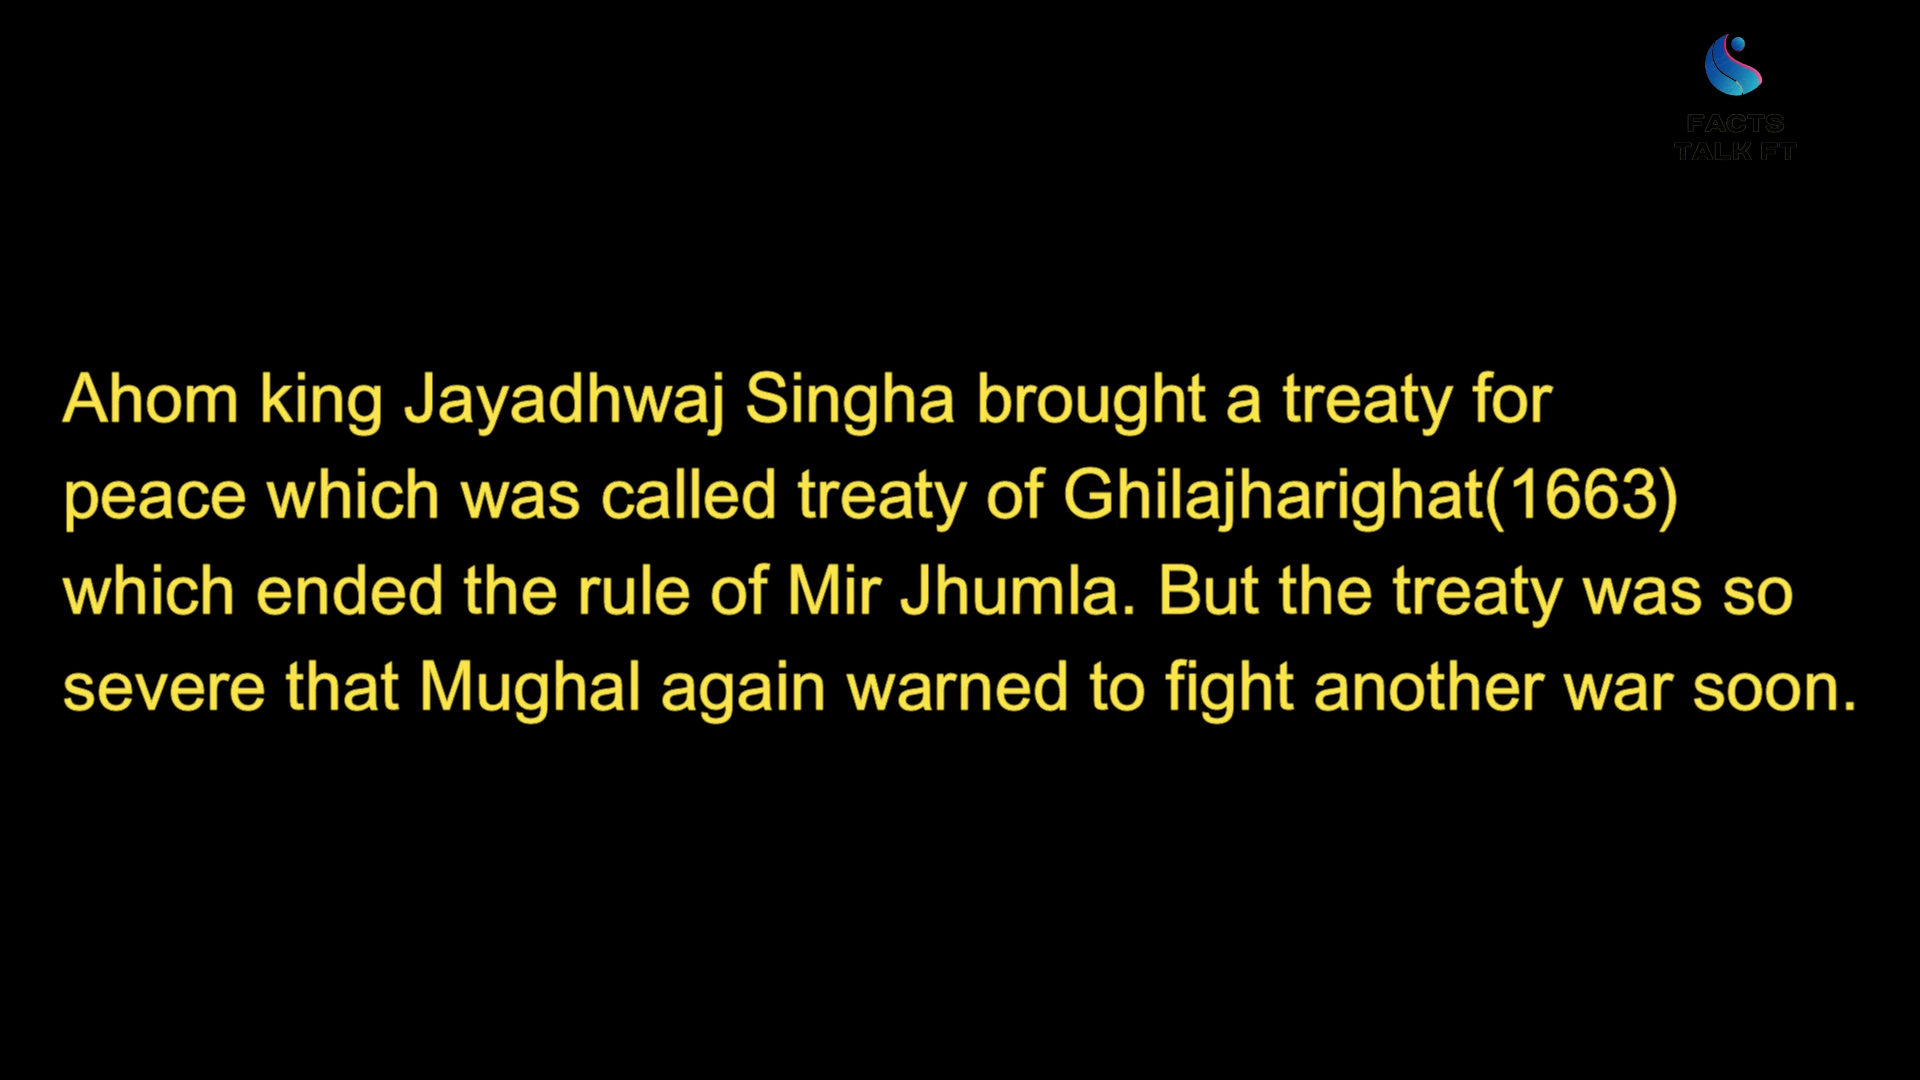 FACTS
TALK FT
Ahom king Jayadhwaj Singha brought a treaty for
peace which was called treaty of Ghilajharighat(1663)
which ended the rule of Mir Jhumla. But the treaty was so
severe that Mughal again warned to fight another war soon.